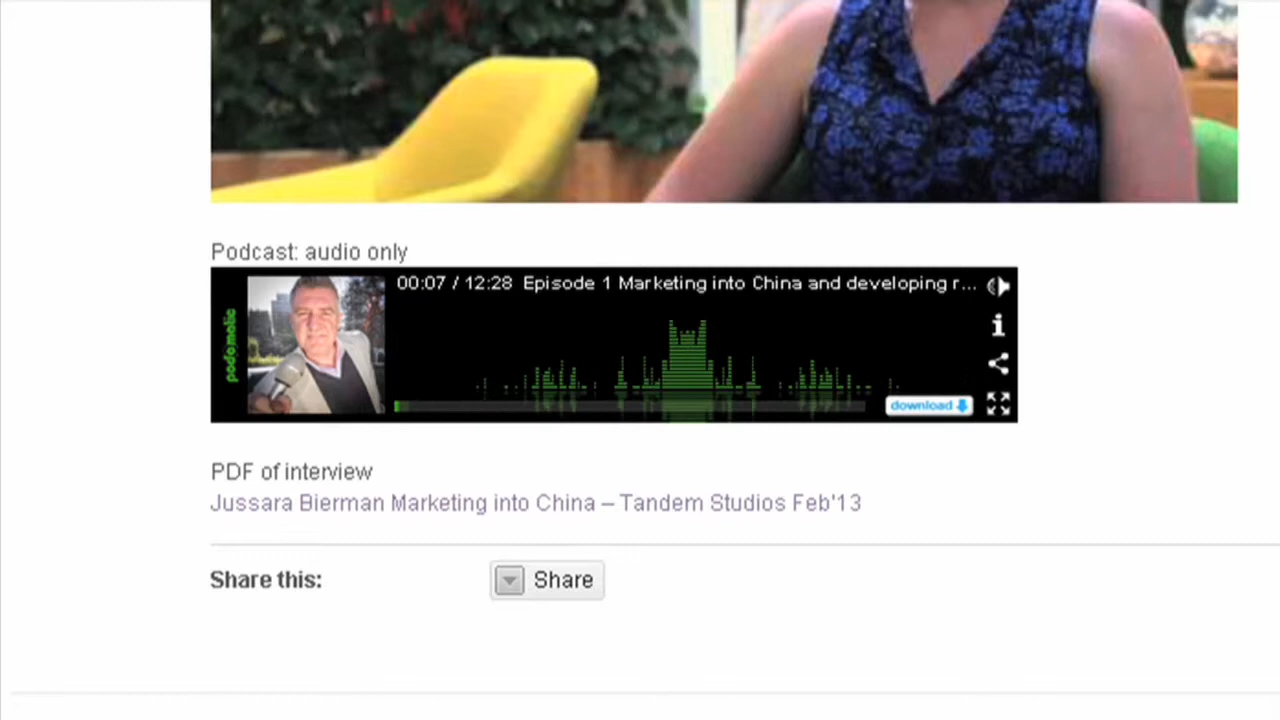 Podcast: audio only
podomatic
00:07 / 12:28 Episode 1 Marketing into China and developing r...
download
PDF of interview
Jussara Bierman Marketing into China – Tandem Studios Feb'13
Share this:
Share